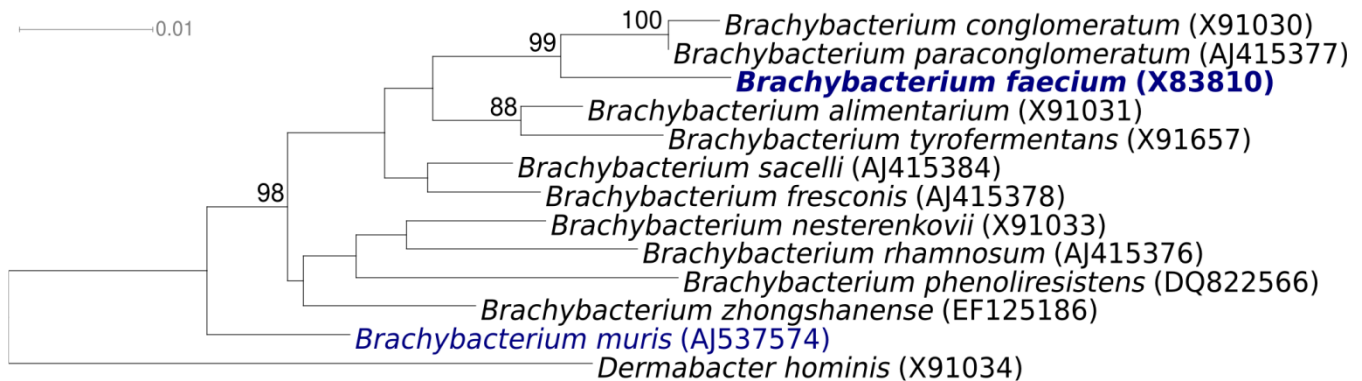 0.01
100
Brachybacterium conglomeratum (X91030)
99
Brachybacterium paraconglomeratum (AJ415377)
Brachybacterium faecium (X83810)
88
Brachybacterium alimentarium (X91031)
Brachybacterium tyrofermentans (X91657)
Brachybacterium sacelli (AJ415384)
98
Brachybacterium fresconis (AJ415378)
Brachybacterium nesterenkovii (X91033)
Brachybacterium rhamnosum (AJ415376)
Brachybacterium phenoliresistens (DQ822566)
Brachybacterium zhongshanense (EF125186)
Brachybacterium muris (AJ537574)
Dermabacter hominis (X91034)